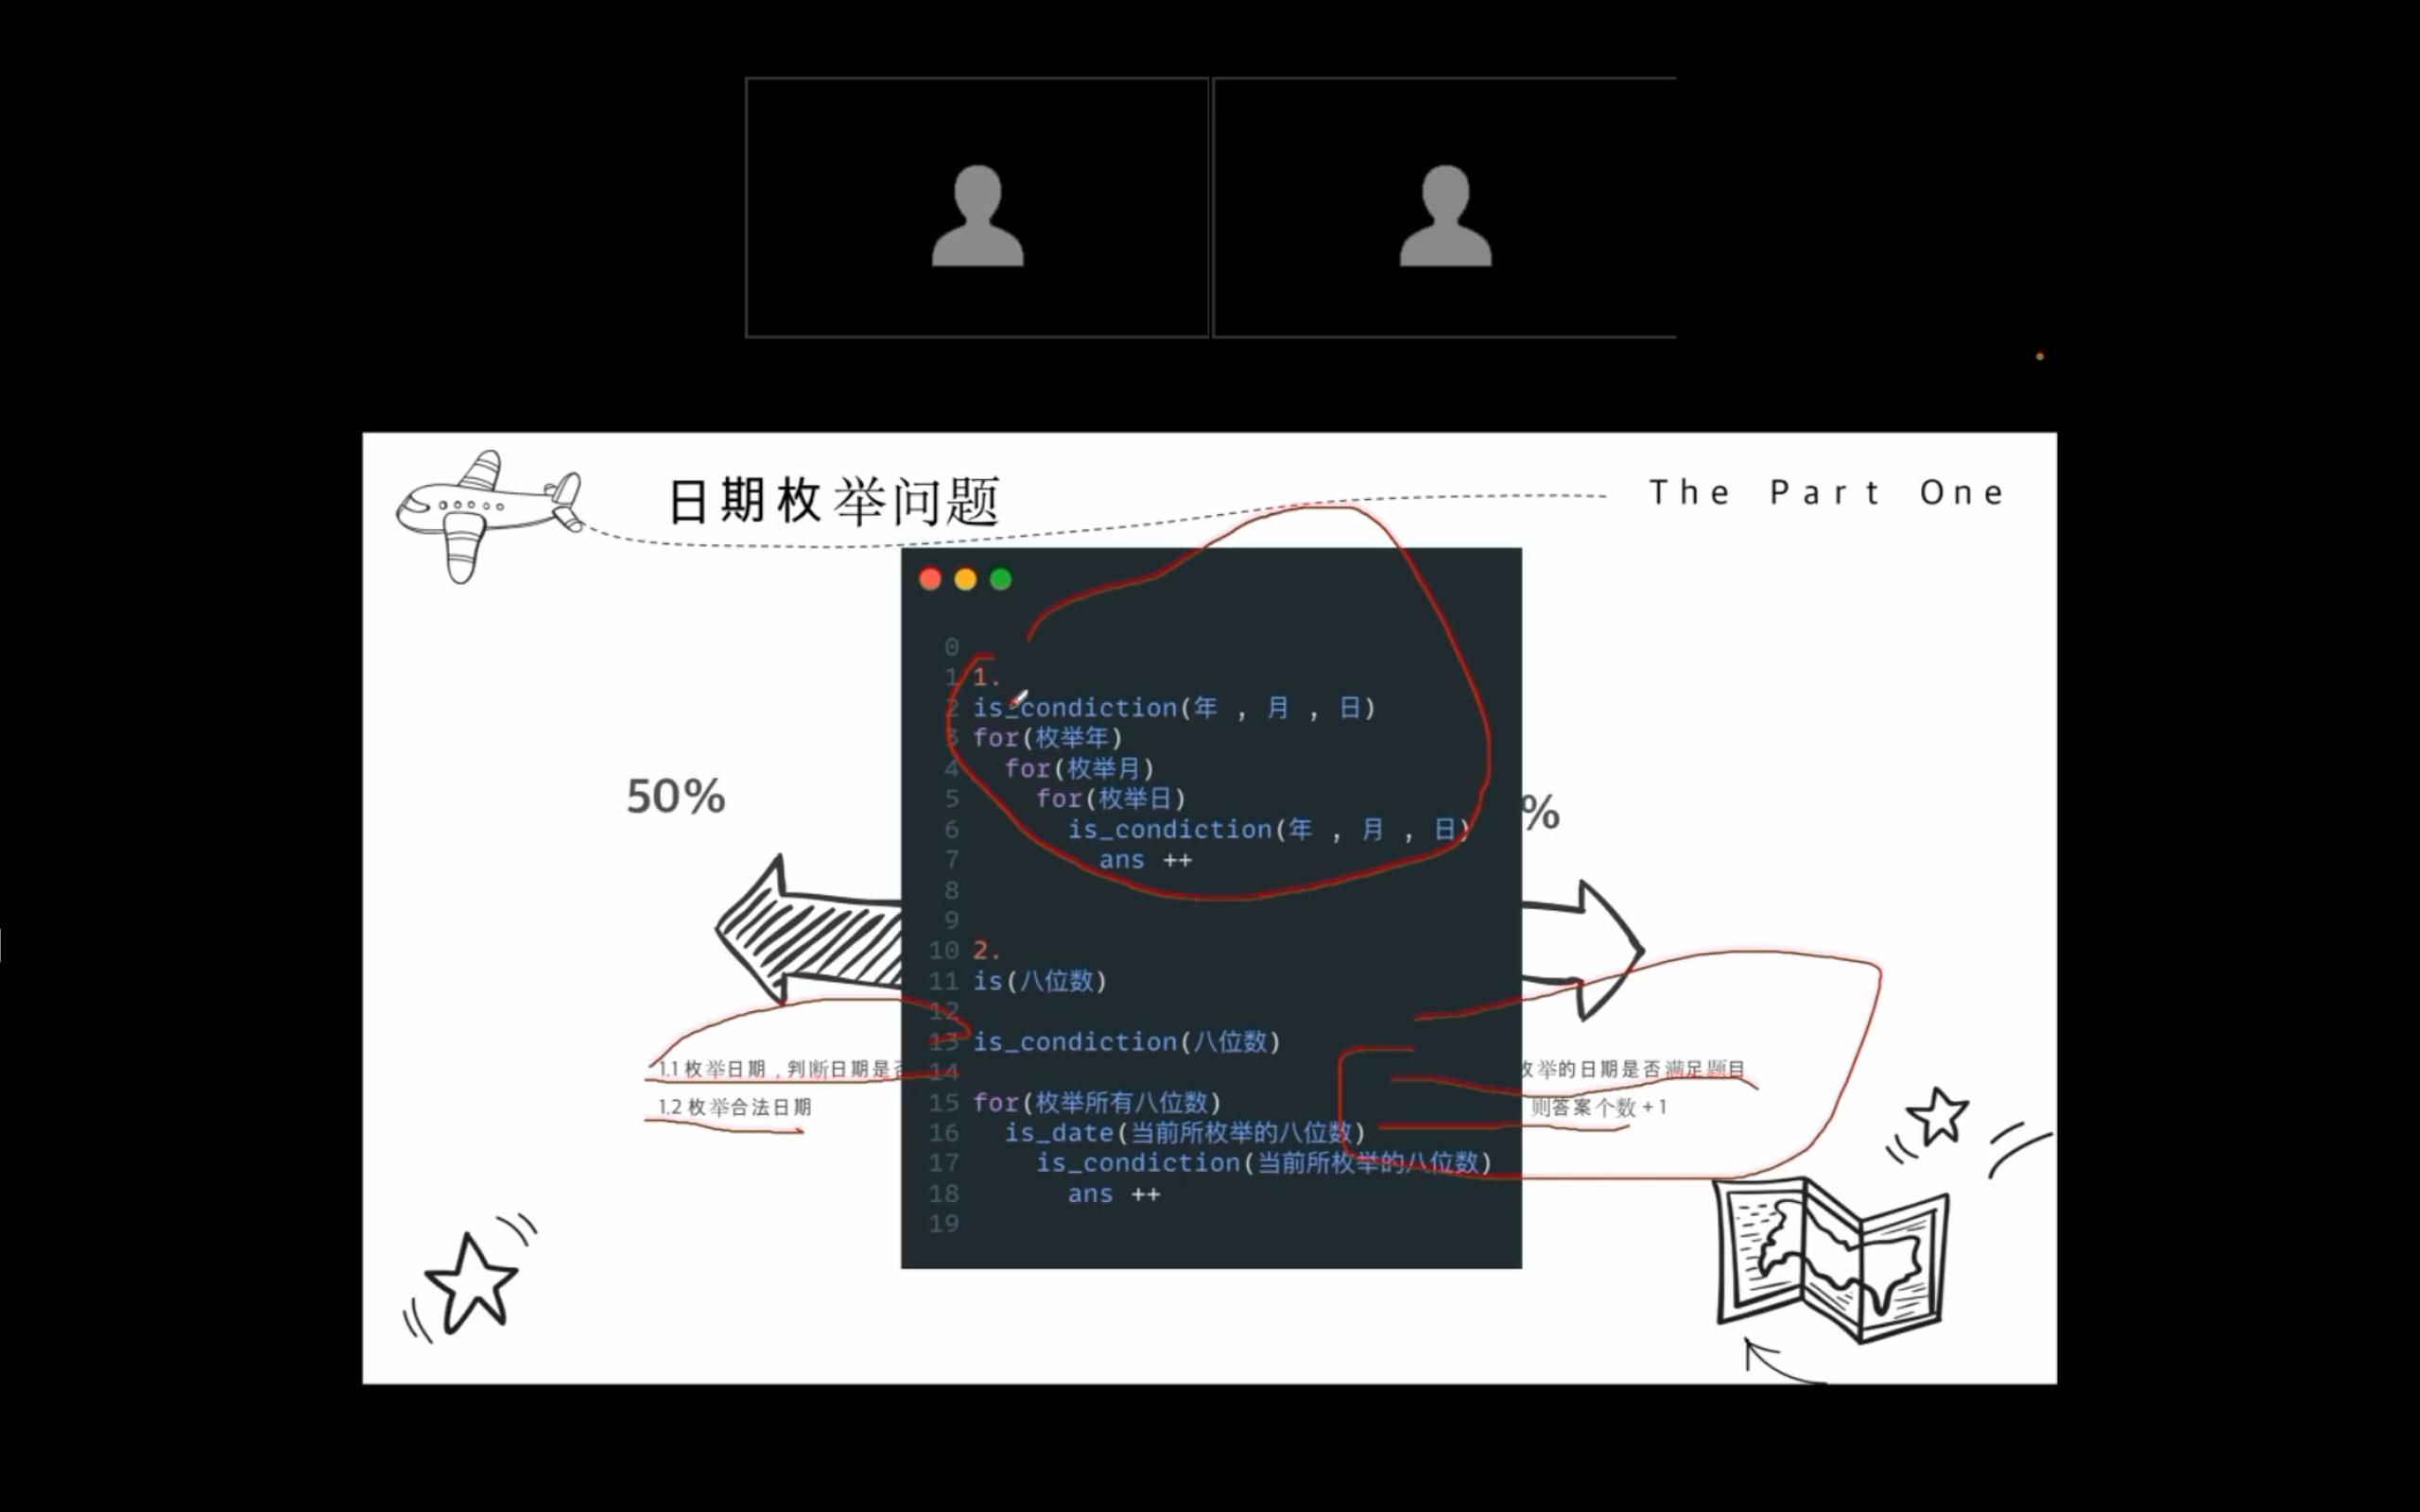 日期枚举问题
The Part One
50%
%
0
1 1.
2 is_condiction(年 , 月 , 日)
3 for(枚举年)
4 for(枚举月)
5 for(枚举日)
6 is_condiction(年 , 月 , 日)
7 ans ++
8
9
10 2.
11 is(八位数)
12
13 is_condiction(八位数)
14
15 for(枚举所有八位数)
16 is_date(当前所枚举的八位数)
17 is_condiction(当前所枚举的八位数)
18 ans ++
19
1.1 枚举日期，判断日期是否
1.2 枚举合法日期
枚举的日期是否满足题目
则答案个数+1